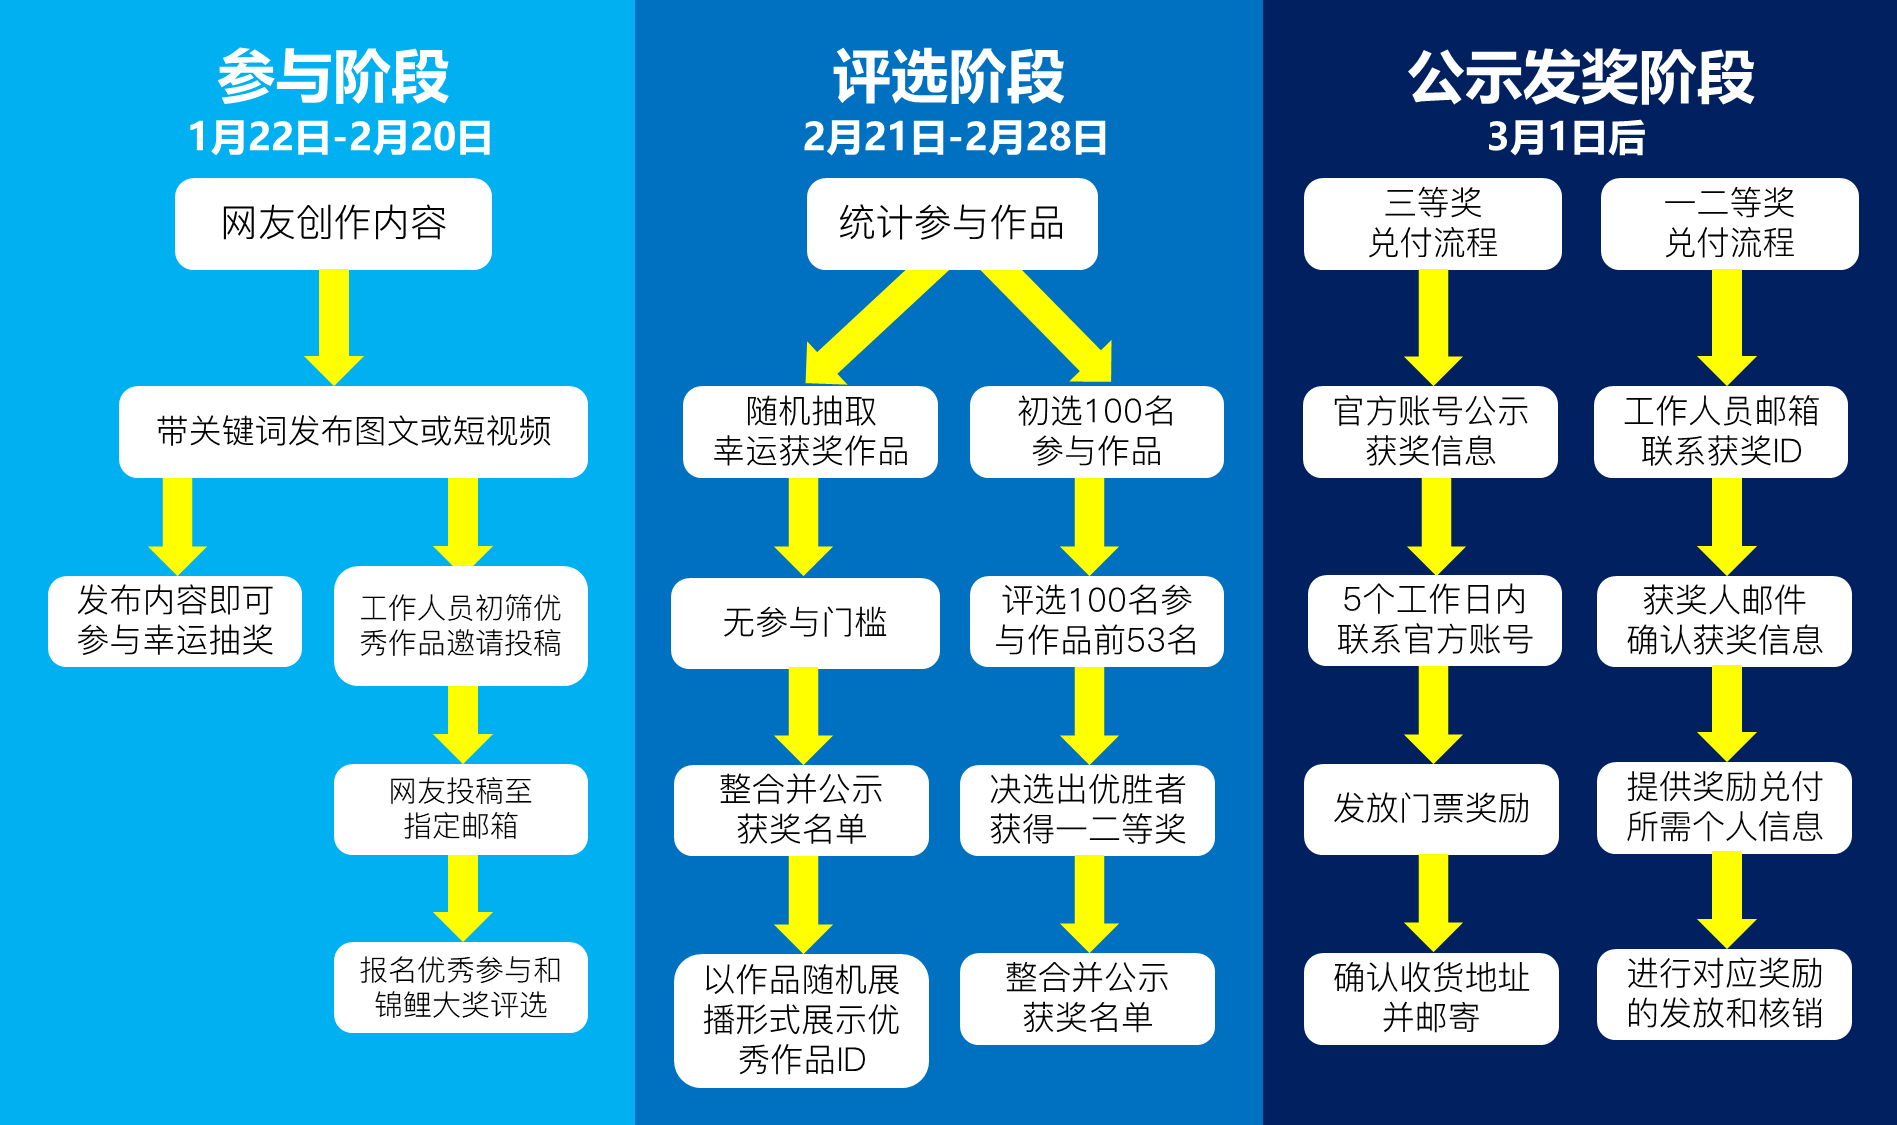 参与阶段
1月22日-2月20日
网友创作内容
带关键词发布图文或短视频
发布内容即可
参与幸运抽奖
工作人员初筛优
秀作品邀请投稿
网友投稿至
指定邮箱
报名优秀参与和
锦鲤大奖评选
评选阶段
2月21日-2月28日
统计参与作品
随机抽取
幸运获奖作品
无参与门槛
整合并公示
获奖名单
以作品随机展
播形式展示优
秀作品ID
初选100名
参与作品
评选100名参
与作品前53名
决选出优胜者
获得一二等奖
整合并公示
获奖名单
公示发奖阶段
3月1日后
三等奖
兑付流程
官方账号公示
获奖信息
5个工作日内
联系官方账号
发放门票奖励
确认收货地址
并邮寄
一二等奖
兑付流程
工作人员邮箱
联系获奖ID
获奖人邮件
确认获奖信息
提供奖励兑付
所需个人信息
进行对应奖励
的发放和核销